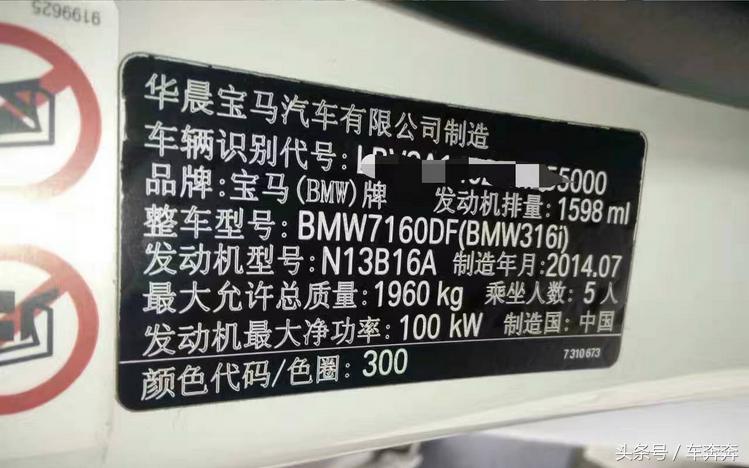 9199625
华晨宝马汽车有限公司制造
车辆识别代号: 55000
品牌:宝马(BMW)牌 发动机排量:1598 ml
整车型号:BMW7160DF(BMW316i)
发动机型号:N13B16A 制造年月:2014.07
最大允许总质量:1960 kg 乘坐人数:5人
发动机最大净功率:100 kW 制造国:中国
7310673
颜色代码/色圈:300
头条号/车奔奔